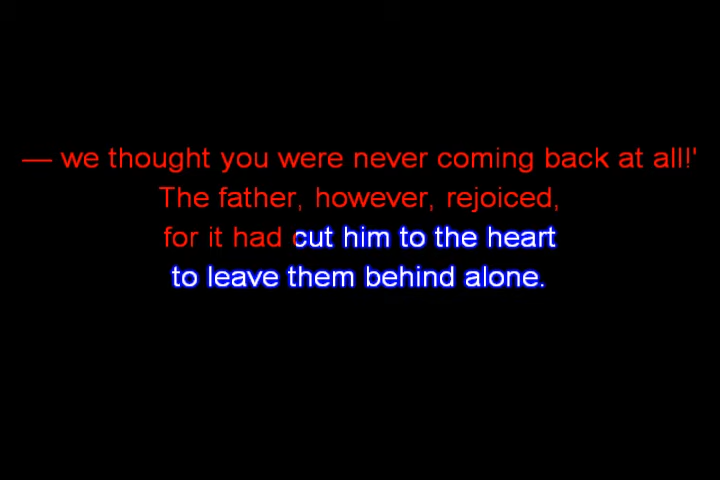 — we thought you were never coming back at all!'
The father, however, rejoiced,
for it had cut him to the heart
to leave them behind alone.